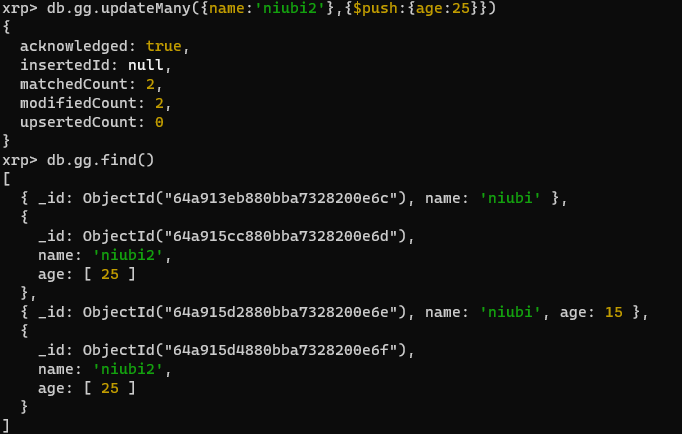 xrp> db.gg.updateMany({name:'niubi2'},{$push:{age:25}})
{
  acknowledged: true,
  insertedId: null,
  matchedCount: 2,
  modifiedCount: 2,
  upsertedCount: 0
}
xrp> db.gg.find()
[
  { _id: ObjectId("64a913eb880bba7328200e6c"), name: 'niubi' },
  {
    _id: ObjectId("64a915cc880bba7328200e6d"),
    name: 'niubi2',
    age: [ 25 ]
  },
  { _id: ObjectId("64a915d2880bba7328200e6e"), name: 'niubi', age: 15 },
  {
    _id: ObjectId("64a915d4880bba7328200e6f"),
    name: 'niubi2',
    age: [ 25 ]
  }
]